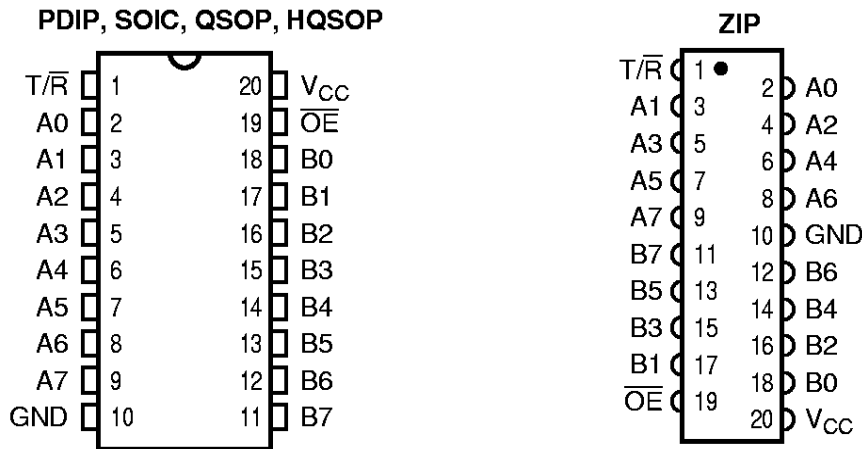 PDIP, SOIC, QSOP, HQSOP
T/R̅ 1 20 VCC
A0 2 19 O̅E̅
A1 3 18 B0
A2 4 17 B1
A3 5 16 B2
A4 6 15 B3
A5 7 14 B4
A6 8 13 B5
A7 9 12 B6
GND 10 11 B7
ZIP
T/R̅ 1
2 A0
A1 3
4 A2
A3 5
6 A4
A5 7
8 A6
A7 9
10 GND
B7 11
12 B6
B5 13
14 B4
B3 15
16 B2
B1 17
18 B0
O̅E̅ 19
20 VCC